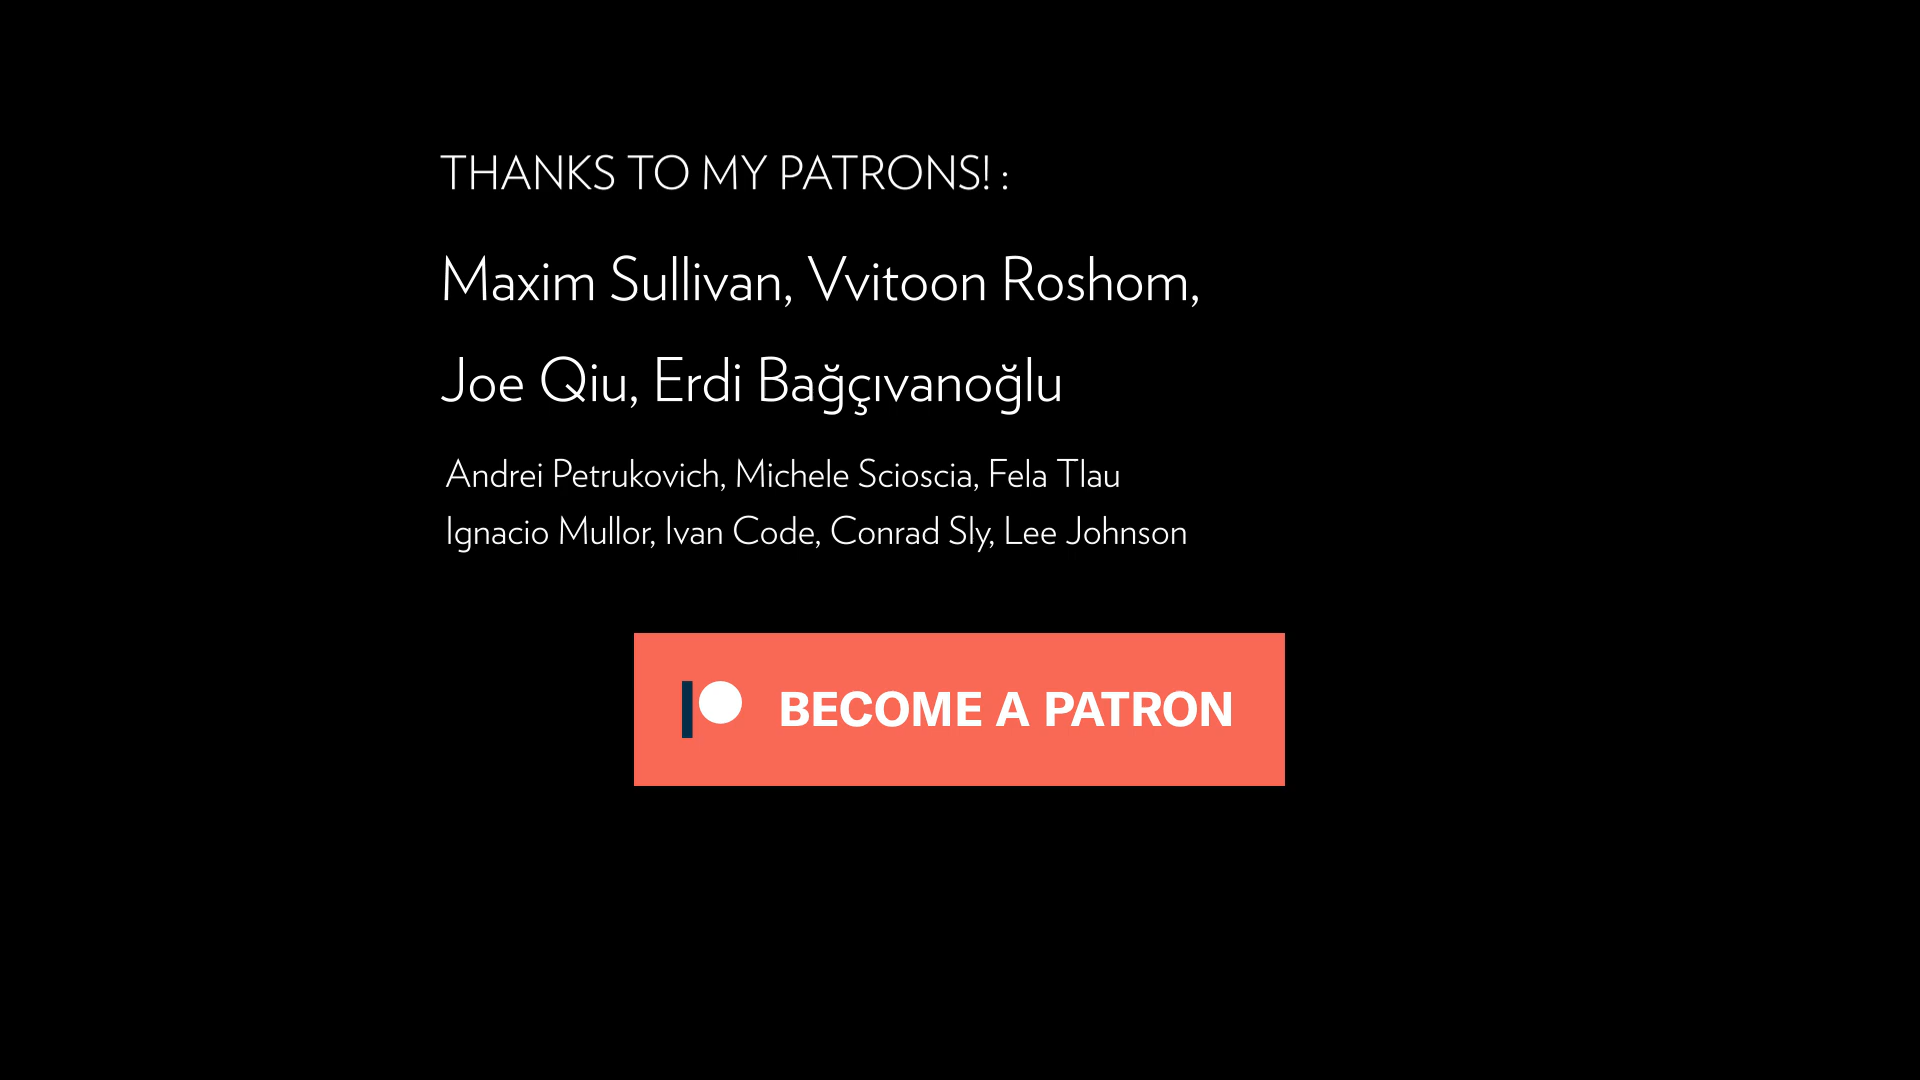 THANKS TO MY PATRONS! :
Maxim Sullivan, Vvitoon Roshom,
Joe Qiu, Erdi Bağçıvanoğlu
Andrei Petrukovich, Michele Scioscia, Fela Tlau
Ignacio Mullor, Ivan Code, Conrad Sly, Lee Johnson
BECOME A PATRON